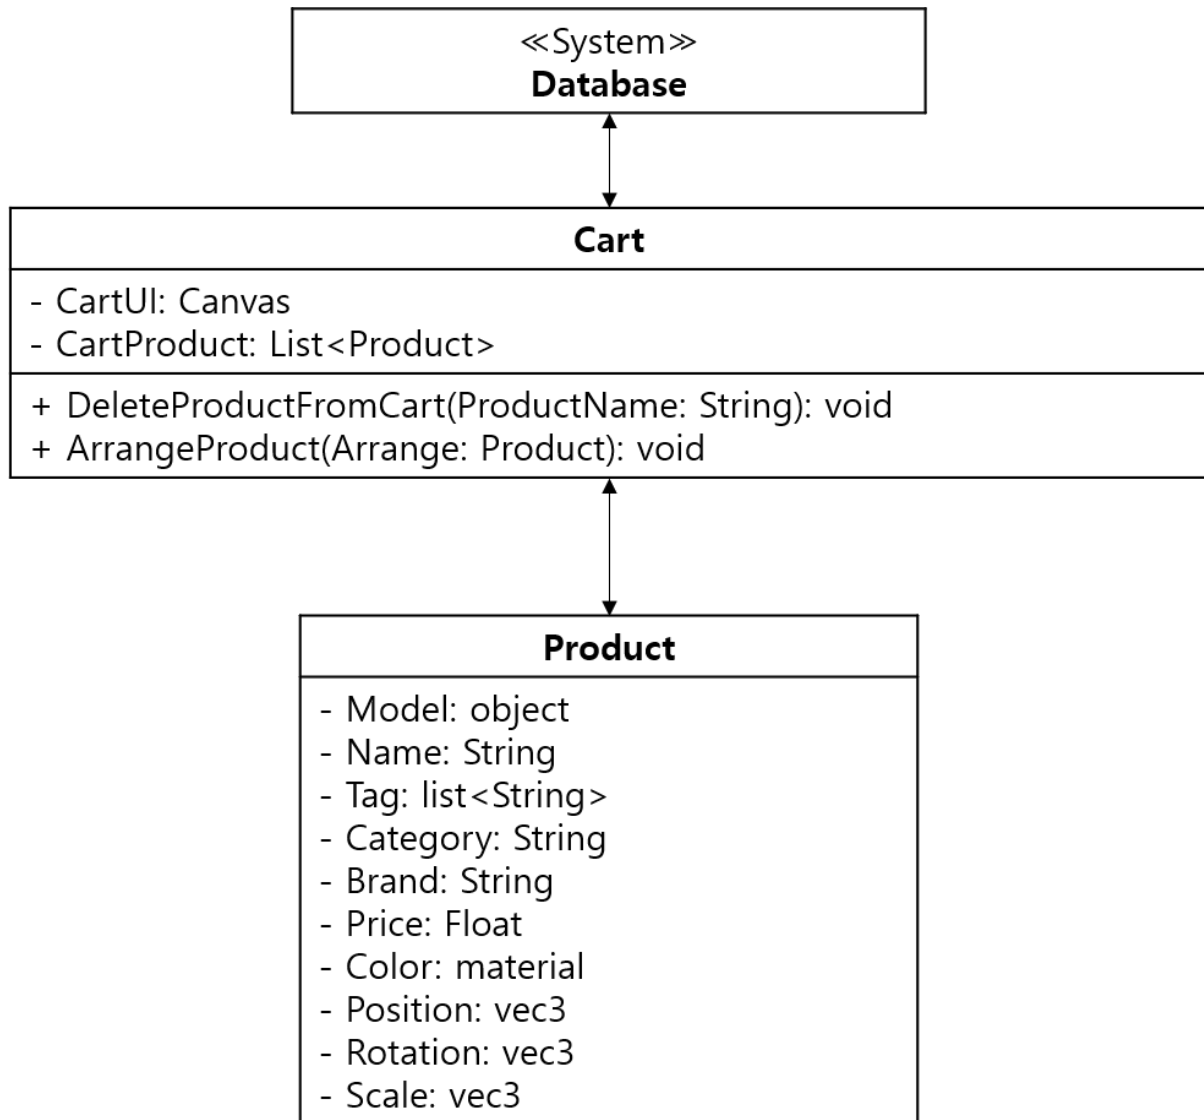 ≪System≫
Database
Cart
- CartUI: Canvas
- CartProduct: List<Product>
+ DeleteProductFromCart(ProductName: String): void
+ ArrangeProduct(Arrange: Product): void
Product
- Model: object
- Name: String
- Tag: list<String>
- Category: String
- Brand: String
- Price: Float
- Color: material
- Position: vec3
- Rotation: vec3
- Scale: vec3